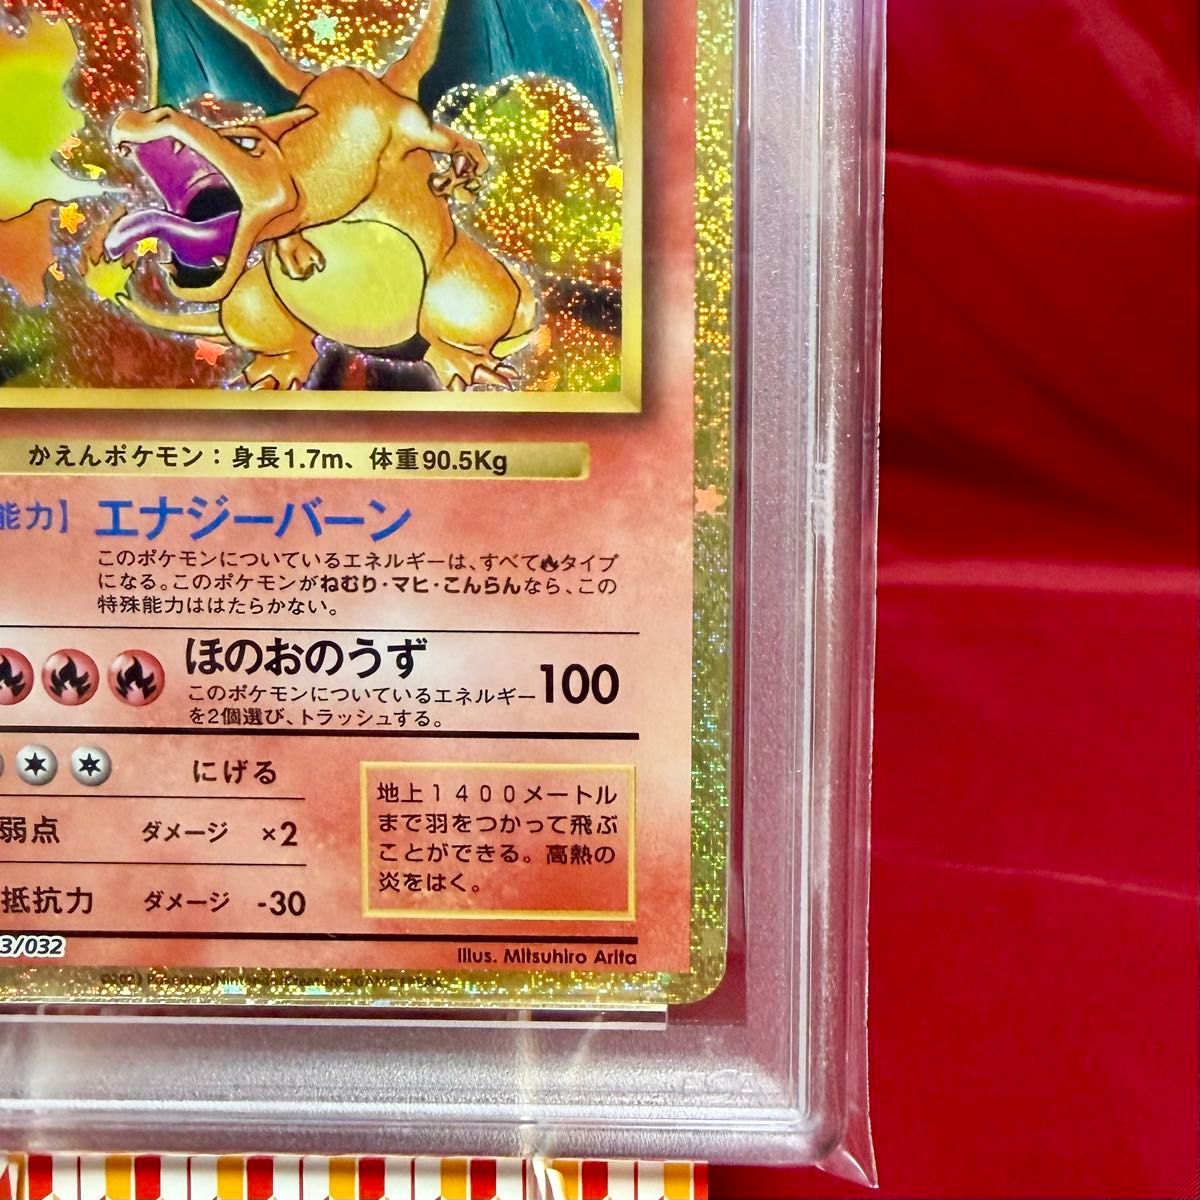 かえんポケモン：身長1.7m、体重90.5Kg
能力】 エナジーバーン
このポケモンについているエネルギーは、すべてタイプ
になる。このポケモンがねむり・マヒ・こんらんなら、この
特殊能力ははたらかない。
ほのおのうず 100
このポケモンについているエネルギー
を2個選び、トラッシュする。
にげる
弱点 ダメージ ×2
抵抗力 ダメージ -30
地上1400メートル
まで羽をつかって飛ぶ
ことができる。高熱の
炎をはく。
3/032
Illus. Mitsuhiro Arita
©2023 Pokémon/Nintendo/Creatures/GAME FREAK
PSA